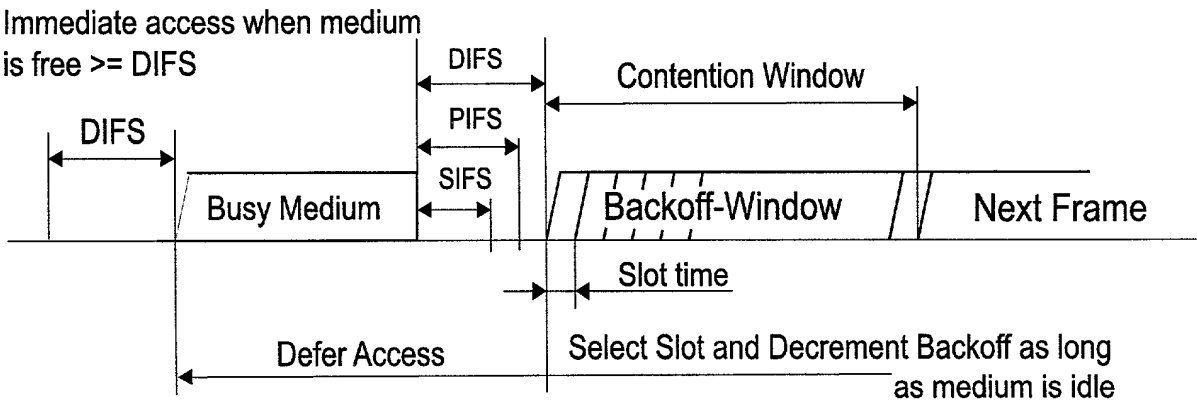 Immediate access when medium
is free >= DIFS
DIFS
DIFS
PIFS
SIFS
Contention Window
Busy Medium
Backoff-Window
Next Frame
Slot time
Defer Access
Select Slot and Decrement Backoff as long
as medium is idle